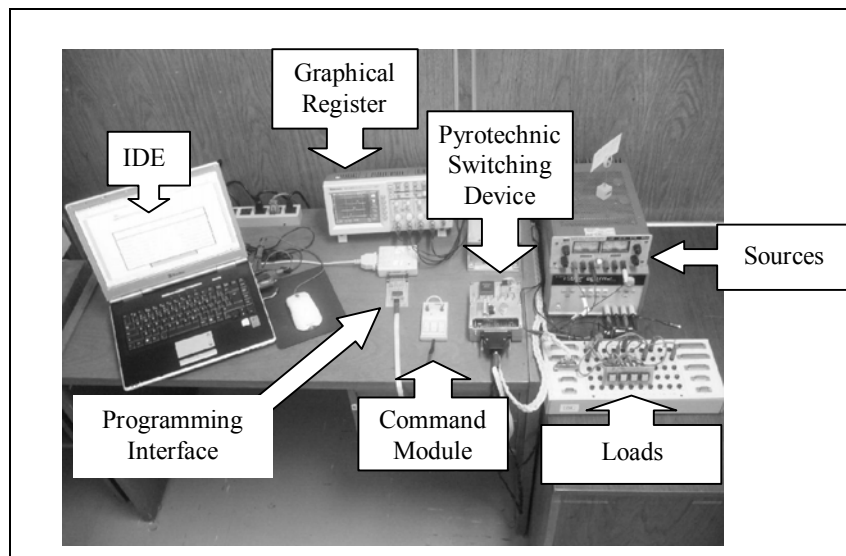 Graphical
Register
IDE
Pyrotechnic
Switching
Device
Sources
Programming
Interface
Command
Module
Loads